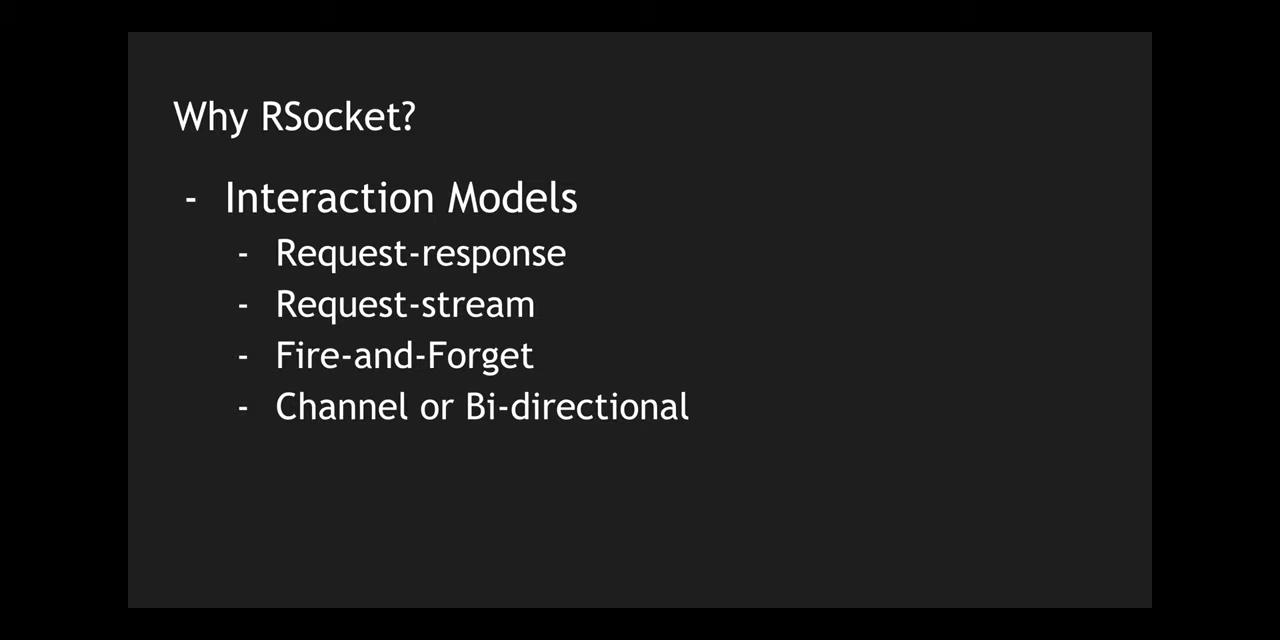 Why RSocket?
- Interaction Models
- Request-response
- Request-stream
- Fire-and-Forget
- Channel or Bi-directional